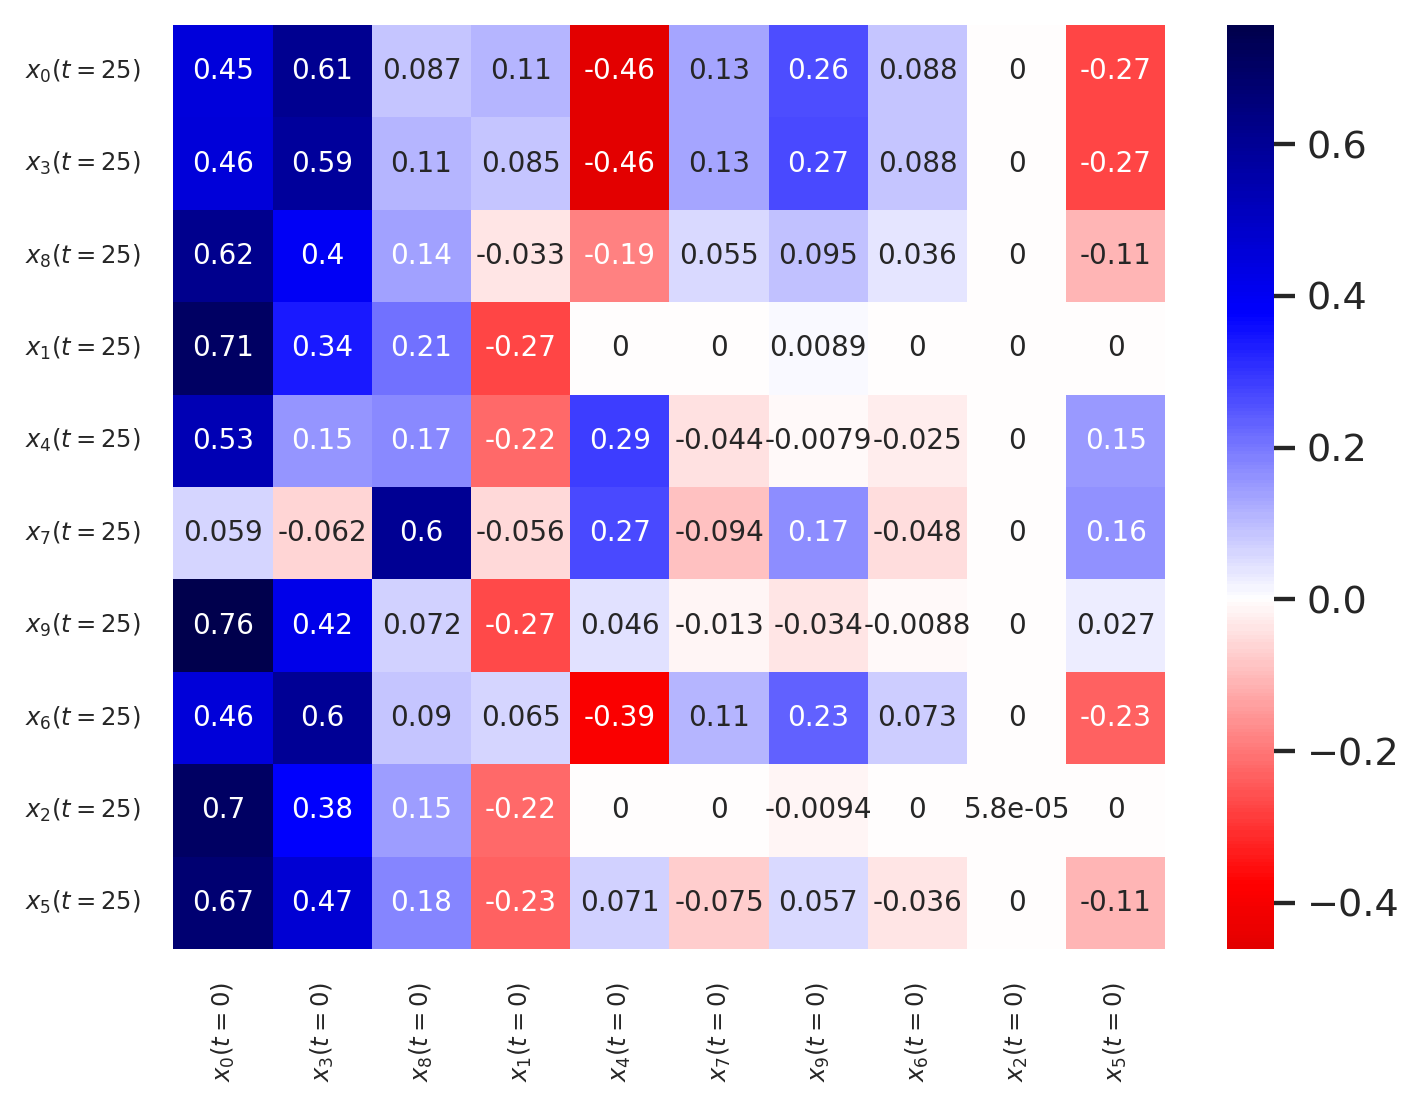 x₀(t = 25) 0.45 0.61 0.087 0.11 -0.46 0.13 0.26 0.088 0 -0.27
x₃(t = 25) 0.46 0.59 0.11 0.085 -0.46 0.13 0.27 0.088 0 -0.27
x₈(t = 25) 0.62 0.4 0.14 -0.033 -0.19 0.055 0.095 0.036 0 -0.11
x₁(t = 25) 0.71 0.34 0.21 -0.27 0 0 0.0089 0 0 0
x₄(t = 25) 0.53 0.15 0.17 -0.22 0.29 -0.044 -0.0079 -0.025 0 0.15
x₇(t = 25) 0.059 -0.062 0.6 -0.056 0.27 -0.094 0.17 -0.048 0 0.16
x₉(t = 25) 0.76 0.42 0.072 -0.27 0.046 -0.013 -0.034 -0.0088 0 0.027
x₆(t = 25) 0.46 0.6 0.09 0.065 -0.39 0.11 0.23 0.073 0 -0.23
x₂(t = 25) 0.7 0.38 0.15 -0.22 0 0 -0.0094 0 5.8e-05 0
x₅(t = 25) 0.67 0.47 0.18 -0.23 0.071 -0.075 0.057 -0.036 0 -0.11
x₀(t = 0)
x₃(t = 0)
x₈(t = 0)
x₁(t = 0)
x₄(t = 0)
x₇(t = 0)
x₉(t = 0)
x₆(t = 0)
x₂(t = 0)
x₅(t = 0)
0.6
0.4
0.2
0.0
−0.2
−0.4